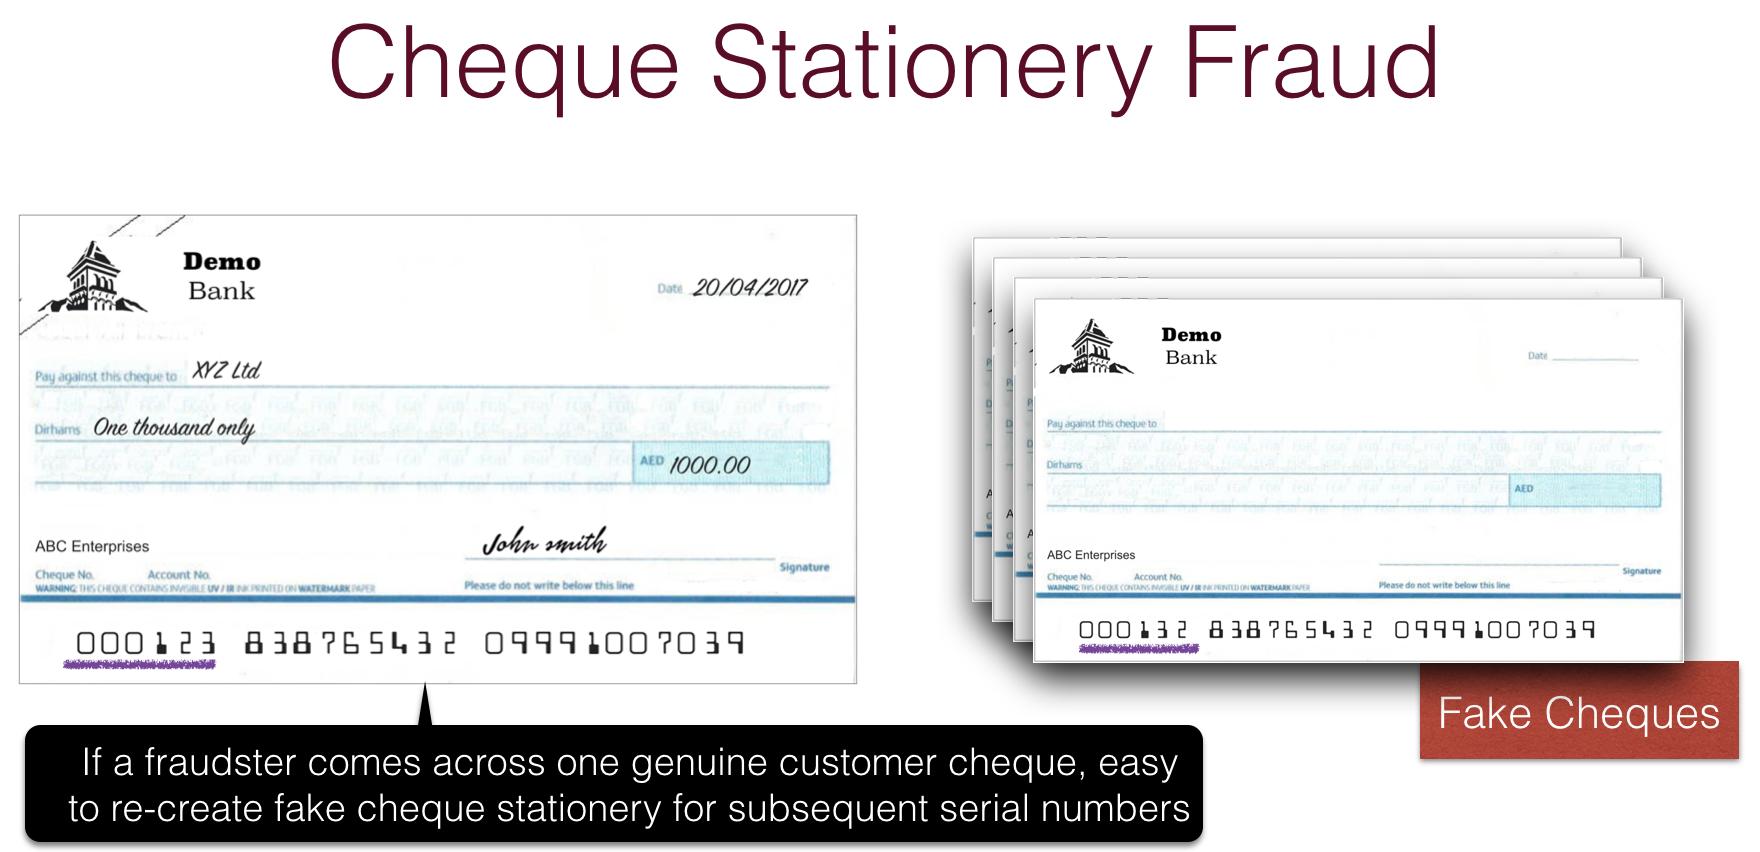 Cheque Stationery Fraud
Demo
Bank
Date 20/04/2017
Pay against this cheque to XYZ Ltd
Dirhams One thousand only
AED 1000.00
John smith
ABC Enterprises
Signature
Cheque No. Account No.
Please do not write below this line
WARNING: THIS CHEQUE CONTAINS INVISIBLE UV / IR INK PRINTED ON WATERMARK PAPER
000123 838765432 09991007039
If a fraudster comes across one genuine customer cheque, easy
to re-create fake cheque stationery for subsequent serial numbers
Demo
Bank
Date
Pay against this cheque to
Dirhams
AED
ABC Enterprises
Signature
Cheque No. Account No.
Please do not write below this line
WARNING: THIS CHEQUE CONTAINS INVISIBLE UV / IR INK PRINTED ON WATERMARK PAPER
000132 838765432 09991007039
Fake Cheques